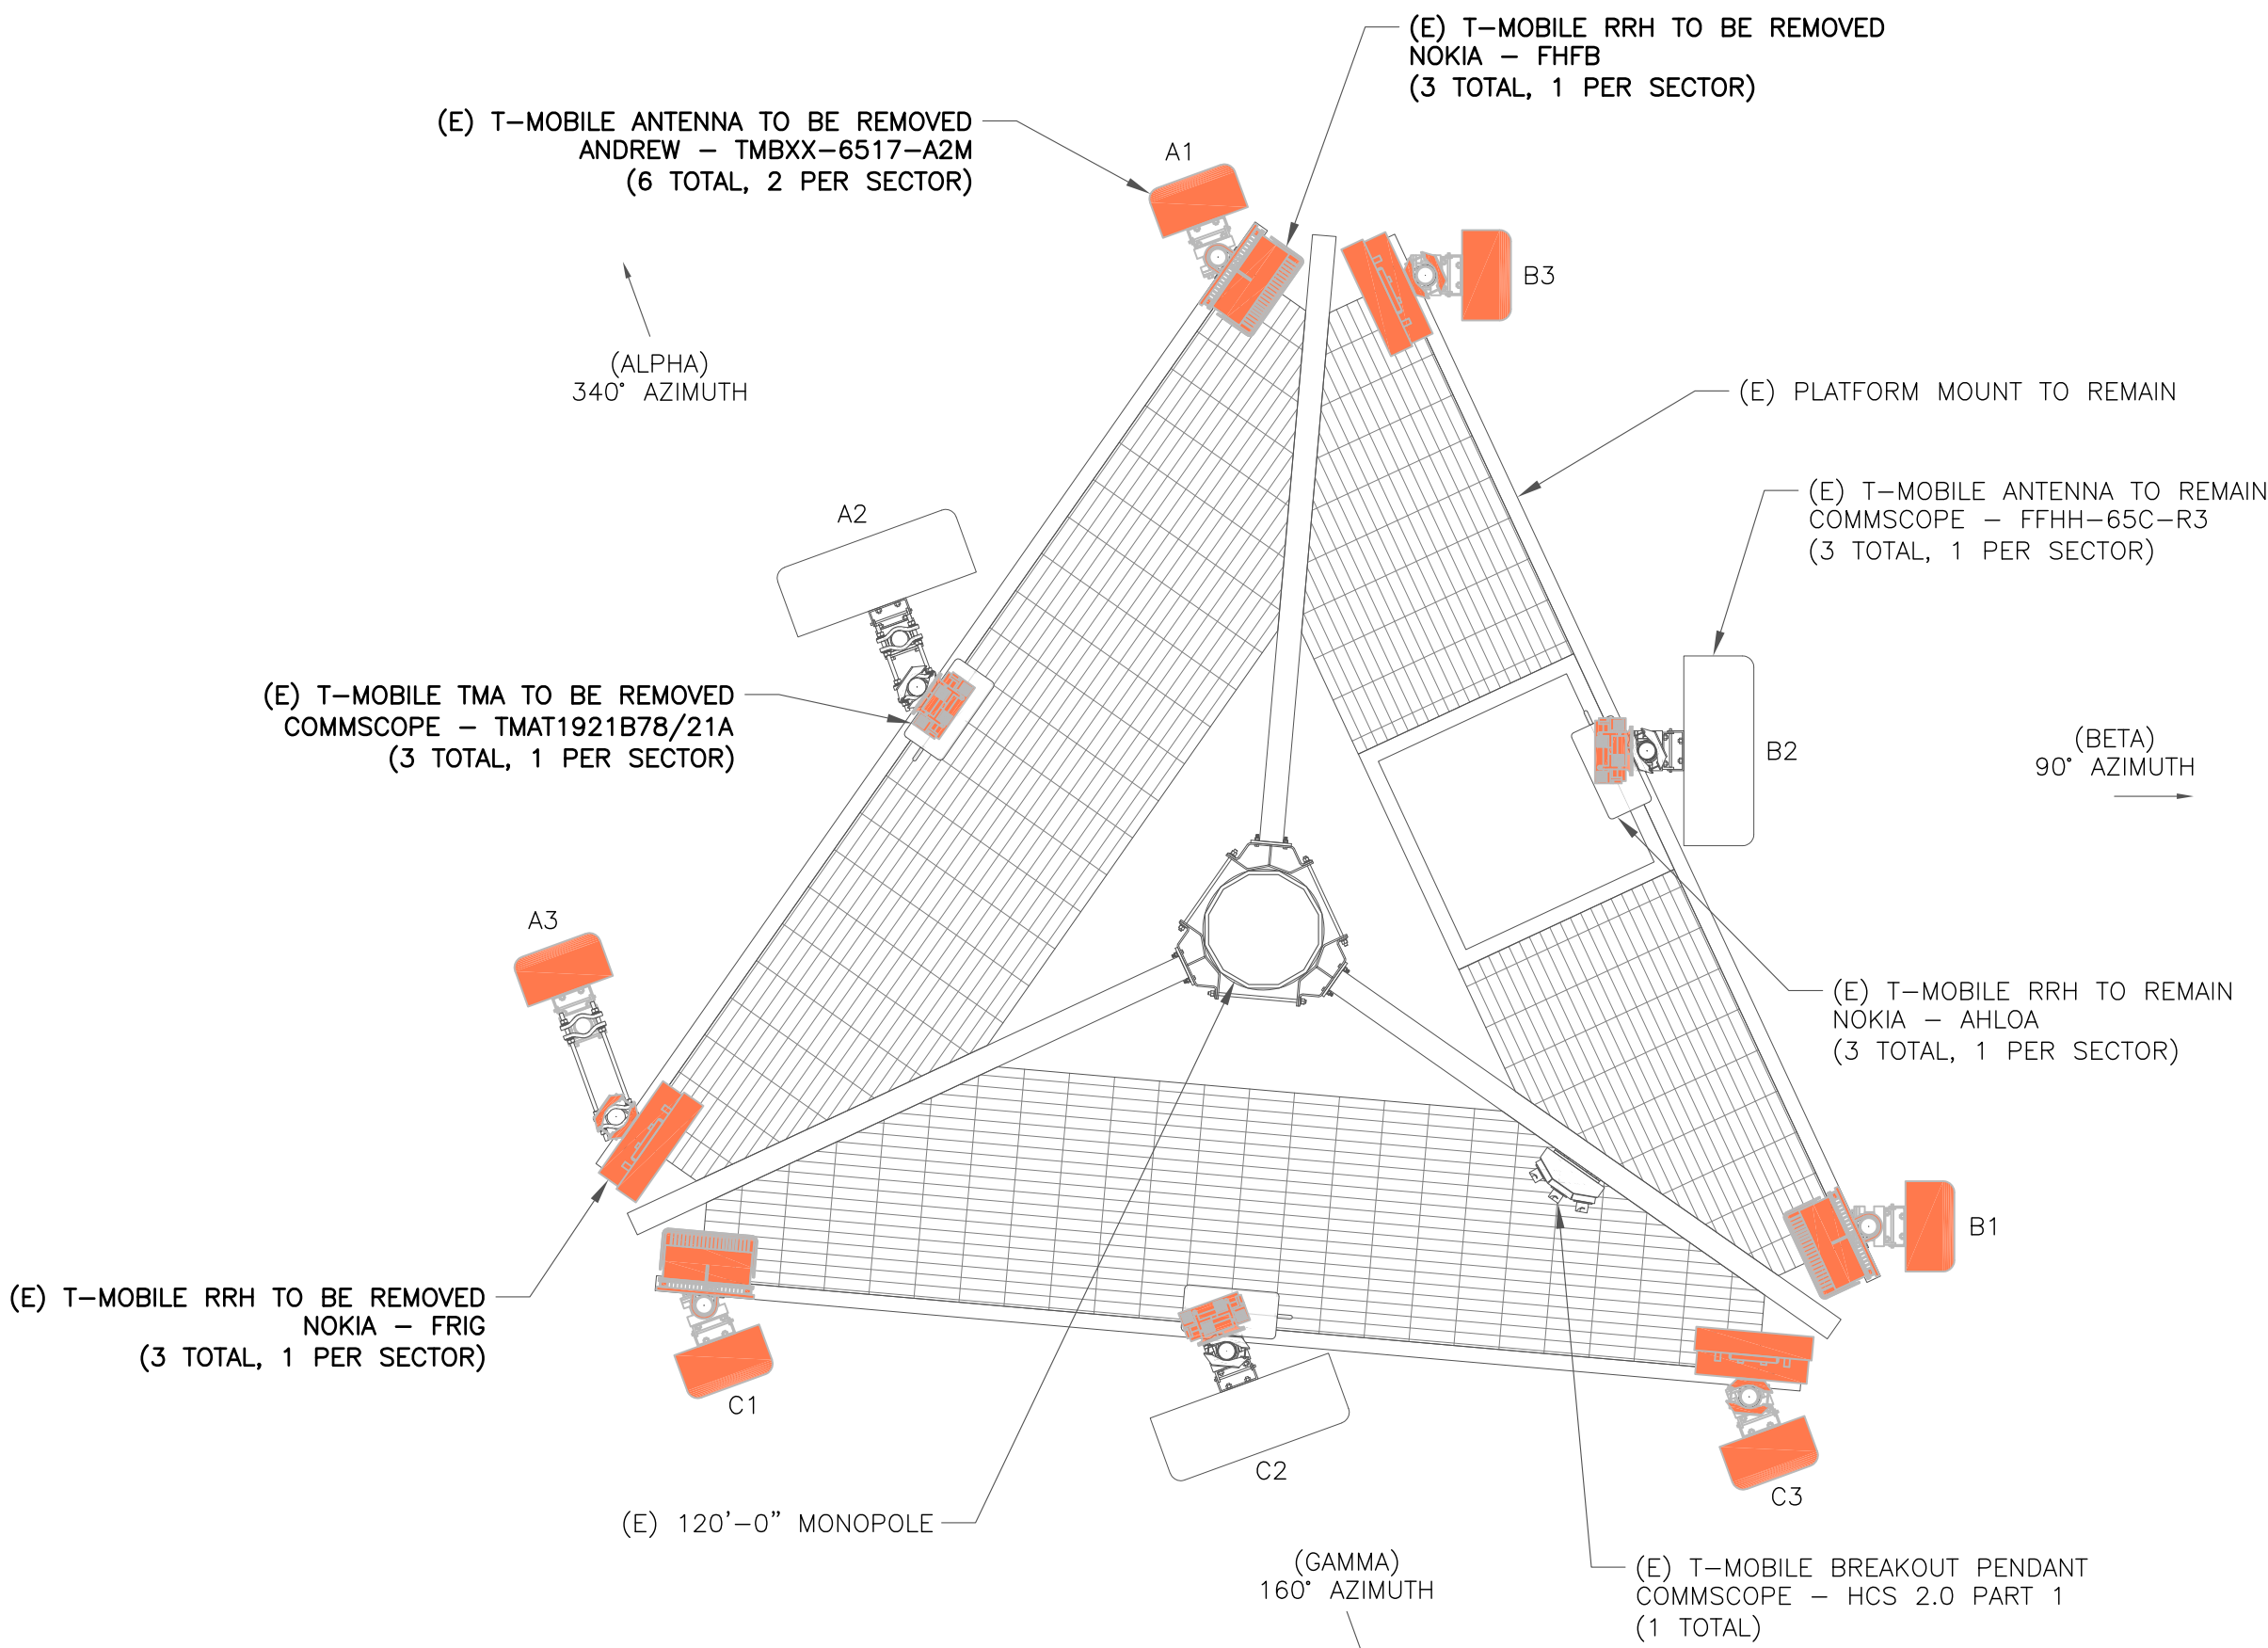 (E) T-MOBILE RRH TO BE REMOVED
NOKIA - FHFB
(3 TOTAL, 1 PER SECTOR)
(E) T-MOBILE ANTENNA TO BE REMOVED
ANDREW - TMBXX-6517-A2M
(6 TOTAL, 2 PER SECTOR)
A1
B3
(ALPHA)
340° AZIMUTH
(E) PLATFORM MOUNT TO REMAIN
(E) T-MOBILE ANTENNA TO REMAIN
COMMSCOPE - FFHH-65C-R3
(3 TOTAL, 1 PER SECTOR)
A2
(E) T-MOBILE TMA TO BE REMOVED
COMMSCOPE - TMAT1921B78/21A
(3 TOTAL, 1 PER SECTOR)
B2
(BETA)
90° AZIMUTH
A3
(E) T-MOBILE RRH TO REMAIN
NOKIA - AHLOA
(3 TOTAL, 1 PER SECTOR)
B1
(E) T-MOBILE RRH TO BE REMOVED
NOKIA - FRIG
(3 TOTAL, 1 PER SECTOR)
C1
C2
C3
(E) 120'-0" MONOPOLE
(GAMMA)
160° AZIMUTH
(E) T-MOBILE BREAKOUT PENDANT
COMMSCOPE - HCS 2.0 PART 1
(1 TOTAL)